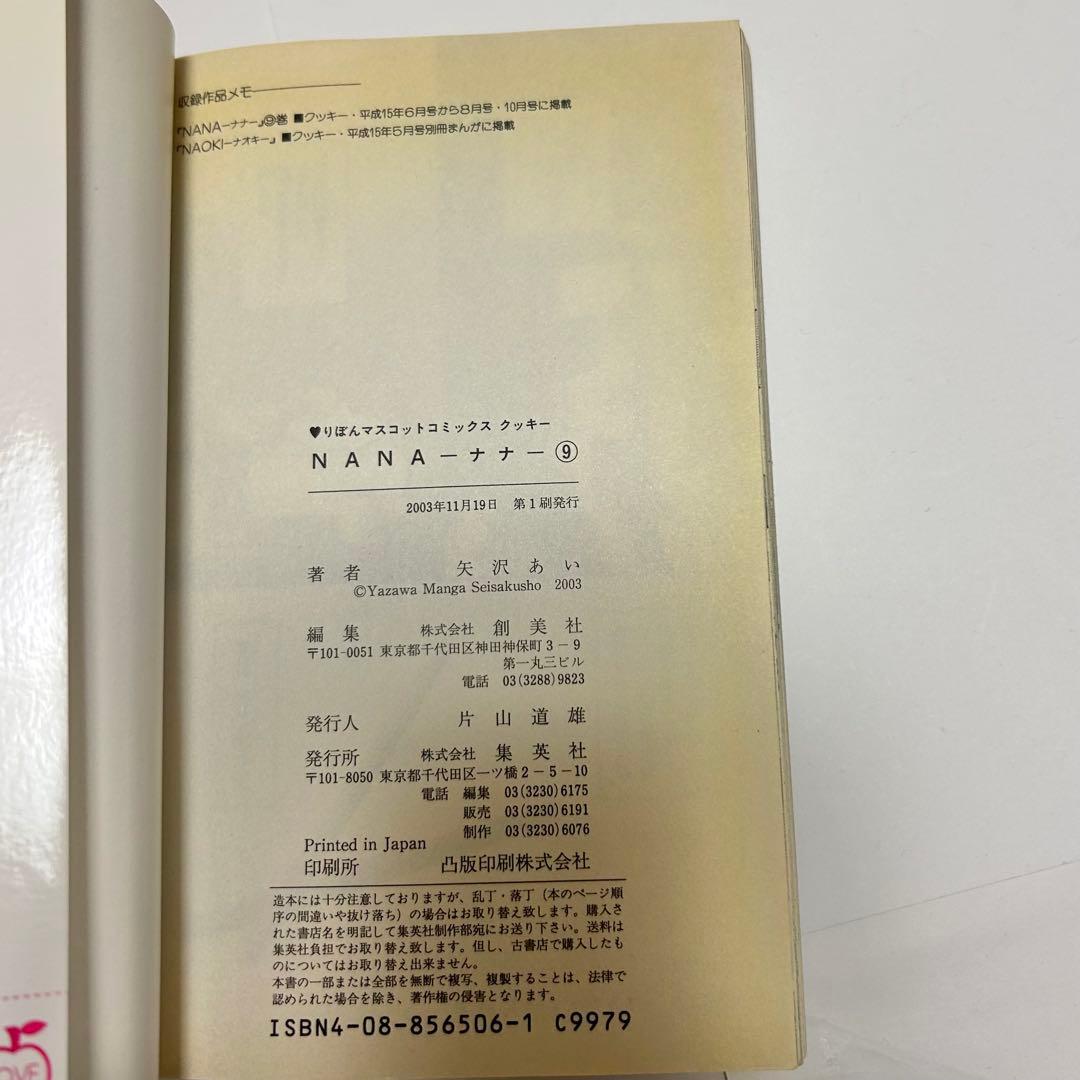 収録作品メモ
『NANA―ナナ―』⑨巻 ■クッキー・平成15年6月号から8月号・10月号に掲載
『NAOKI―ナオキ―』 ■クッキー・平成15年5月号別冊まんがに掲載
♥りぼんマスコットコミックス クッキー
NANA―ナナ―⑨
2003年11月19日 第1刷発行
著者 矢沢あい
©Yazawa Manga Seisakusho 2003
編集 株式会社 創美社
〒101-0051 東京都千代田区神田神保町3－9
第一丸三ビル
電話 03(3288)9823
発行人 片山道雄
発行所 株式会社 集英社
〒101-8050 東京都千代田区一ツ橋2－5－10
電話 編集 03(3230)6175
販売 03(3230)6191
制作 03(3230)6076
Printed in Japan
印刷所 凸版印刷株式会社
造本には十分注意しておりますが、乱丁・落丁（本のページ順
序の間違いや抜け落ち）の場合はお取り替え致します。購入さ
れた書店名を明記して集英社制作部宛にお送り下さい。送料は
集英社負担でお取り替え致します。但し、古書店で購入したも
のについてはお取り替え出来ません。
本書の一部または全部を無断で複写、複製することは、法律で
認められた場合を除き、著作権の侵害となります。
ISBN4-08-856506-1 C9979
LOVE